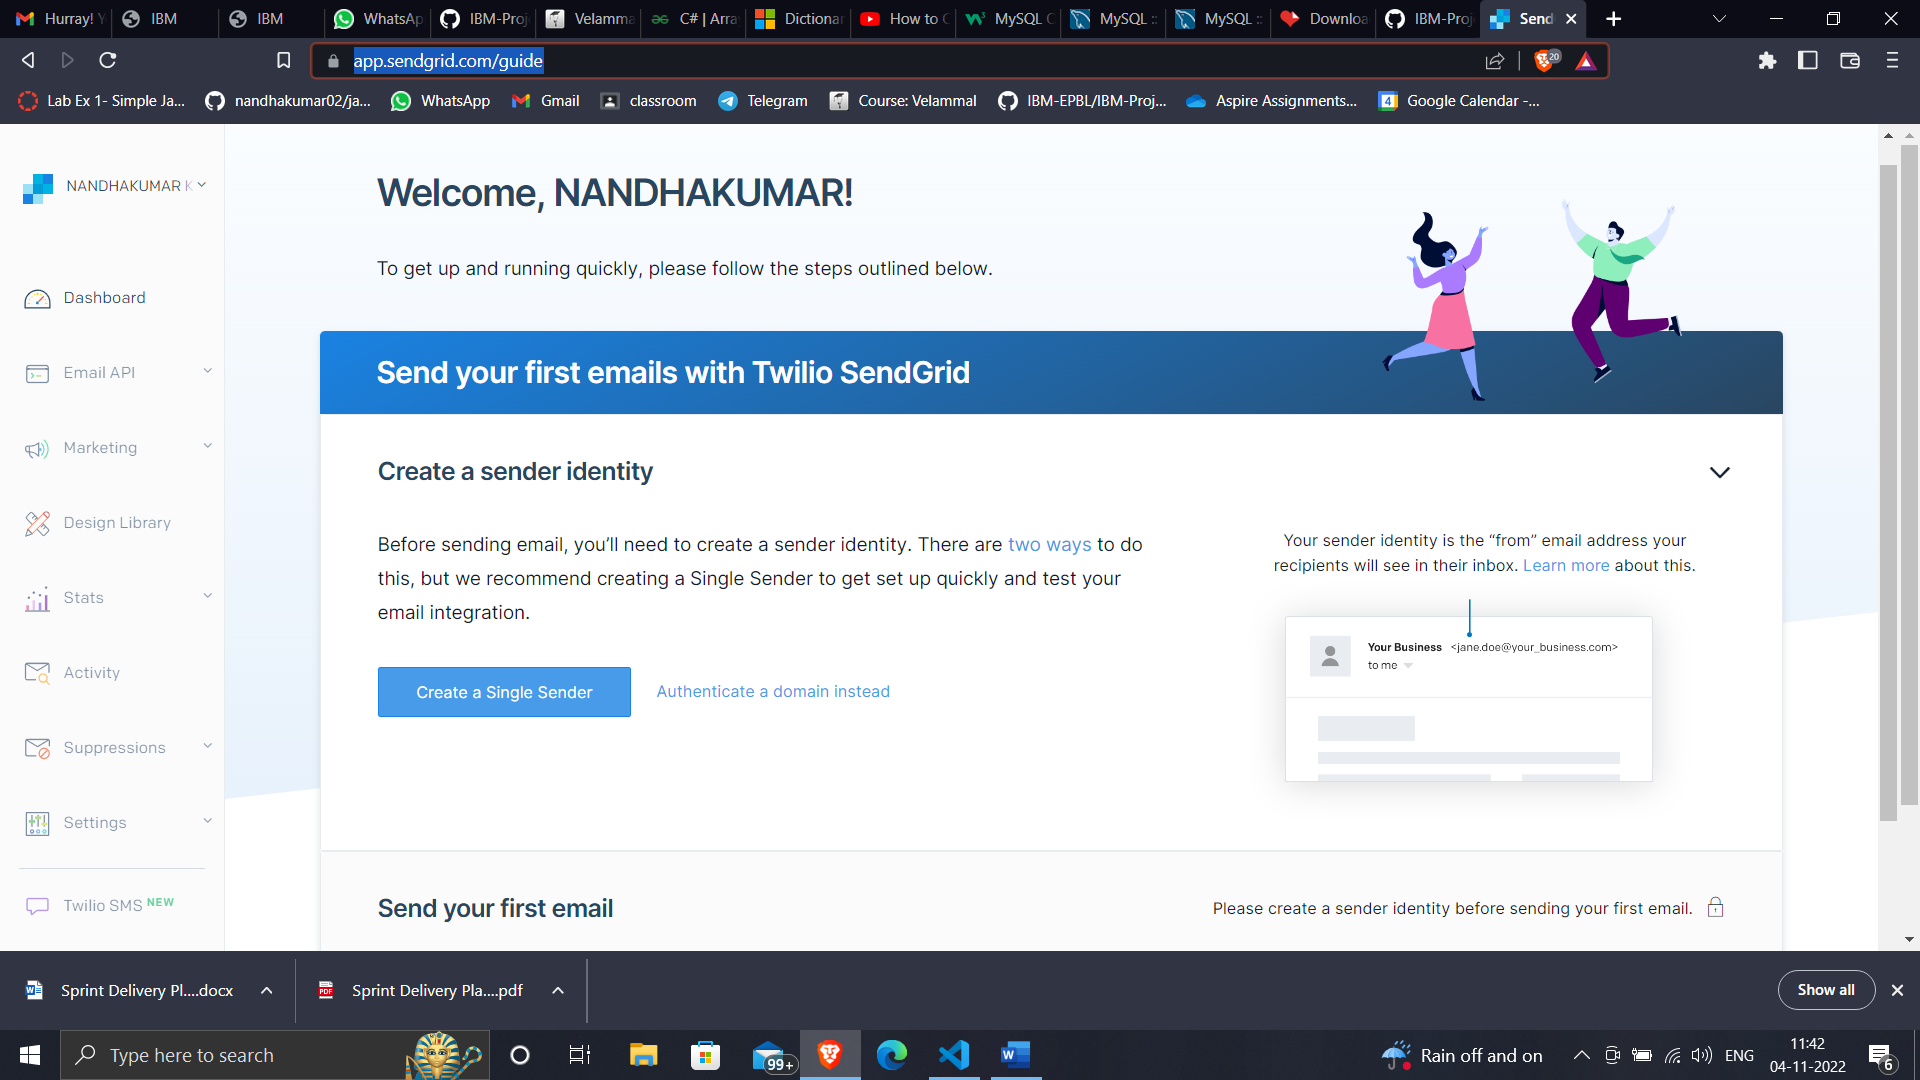 Hurray! Y
IBM
IBM
WhatsAp
IBM-Proj
Velamma
C# | Arra
Dictionar
How to C
MySQL C
MySQL ::
MySQL ::
Downloa
IBM-Proj
Send
app.sendgrid.com/guide
20
Lab Ex 1- Simple Ja...
nandhakumar02/ja...
WhatsApp
Gmail
classroom
Telegram
Course: Velammal
IBM-EPBL/IBM-Proj...
Aspire Assignments...
Google Calendar -...
NANDHAKUMAR K
Dashboard
Email API
Marketing
Design Library
Stats
Activity
Suppressions
Settings
Twilio SMS NEW
Welcome, NANDHAKUMAR!
To get up and running quickly, please follow the steps outlined below.
Send your first emails with Twilio SendGrid
Create a sender identity
Before sending email, you’ll need to create a sender identity. There are two ways to do
this, but we recommend creating a Single Sender to get set up quickly and test your
email integration.
Create a Single Sender
Authenticate a domain instead
Your sender identity is the “from” email address your
recipients will see in their inbox. Learn more about this.
Your Business <jane.doe@your_business.com>
to me
Send your first email
Please create a sender identity before sending your first email.
Sprint Delivery Pl....docx
Sprint Delivery Pla....pdf
Show all
Type here to search
99+
Rain off and on
ENG
11:42
04-11-2022
6